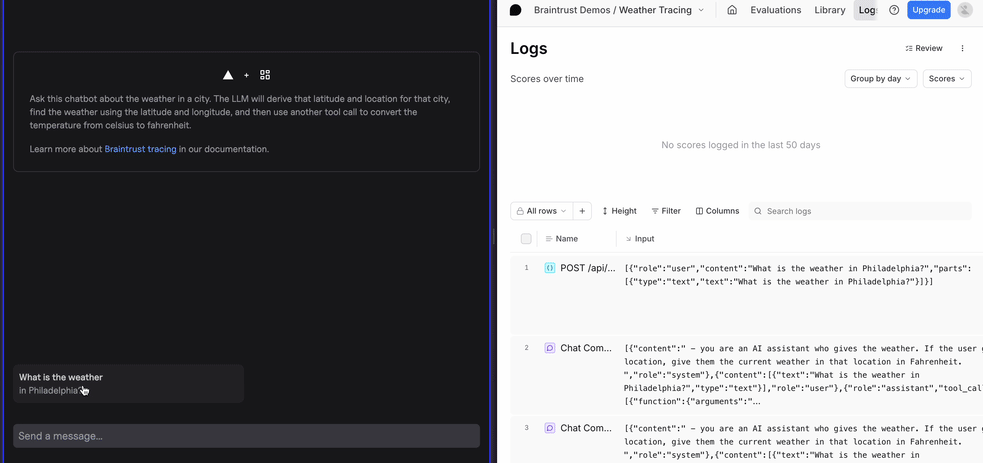 +
Ask this chatbot about the weather in a city. The LLM will derive that latitude and location for that city,
find the weather using the latitude and longitude, and then use another tool call to convert the
temperature from celsius to fahrenheit.
Learn more about Braintrust tracing in our documentation.
What is the weather
in Philadelphia?
Send a message...
Braintrust Demos / Weather Tracing
Evaluations
Library
Logs
Upgrade
Logs
Review
Scores over time
Group by day
Scores
No scores logged in the last 50 days
All rows
+
Height
Filter
Columns
Search logs
Name
Input
1
POST /api/...
[{"role":"user","content":"What is the weather in Philadelphia?","parts":
[{"type":"text","text":"What is the weather in Philadelphia?"}]}]
2
Chat Com...
[{"content":" – you are an AI assistant who gives the weather. If the user g
location, give them the current weather in that location in Fahrenheit.
","role":"system"},{"content":[{"text":"What is the weather in
Philadelphia?","type":"text"}],"role":"user"},{"role":"assistant","tool_cal
[{"function":{"arguments":"…
3
Chat Com...
[{"content":" – you are an AI assistant who gives the weather. If the user g
location, give them the current weather in that location in Fahrenheit.
","role":"system"},{"content":[{"text":"What is the weather in